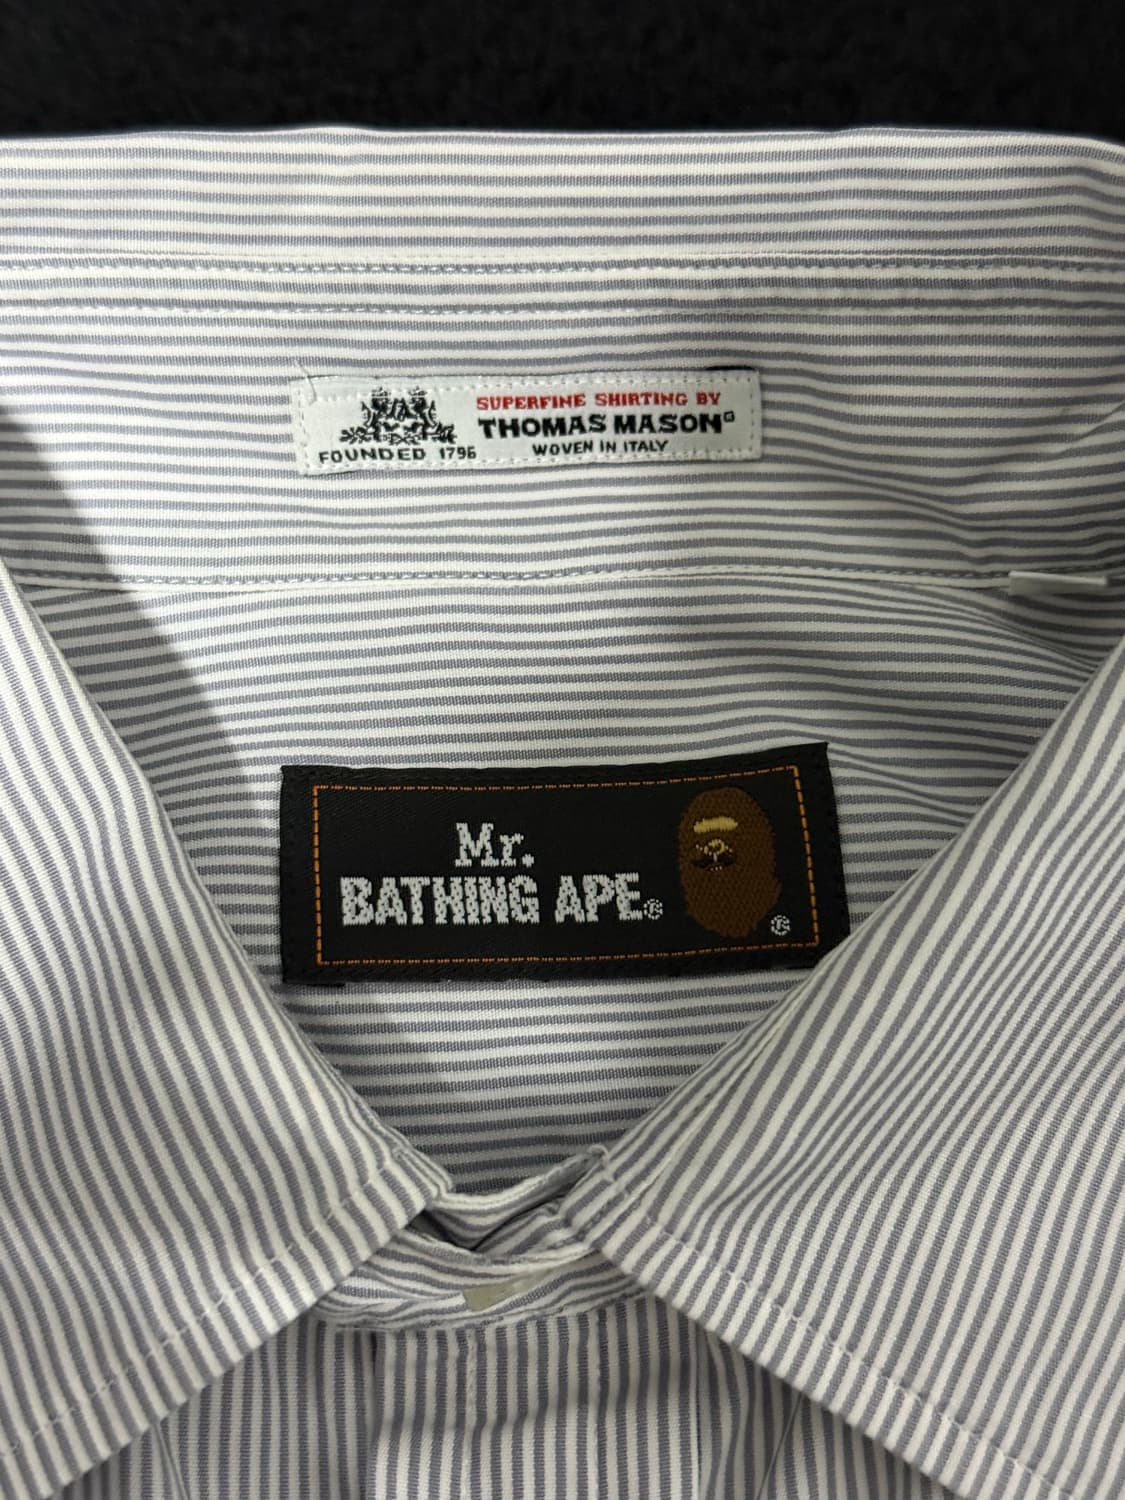 SUPERFINE SHIRTING BY
THOMAS MASON
FOUNDED 1796
WOVEN IN ITALY
Mr.
BATHING APE®
®